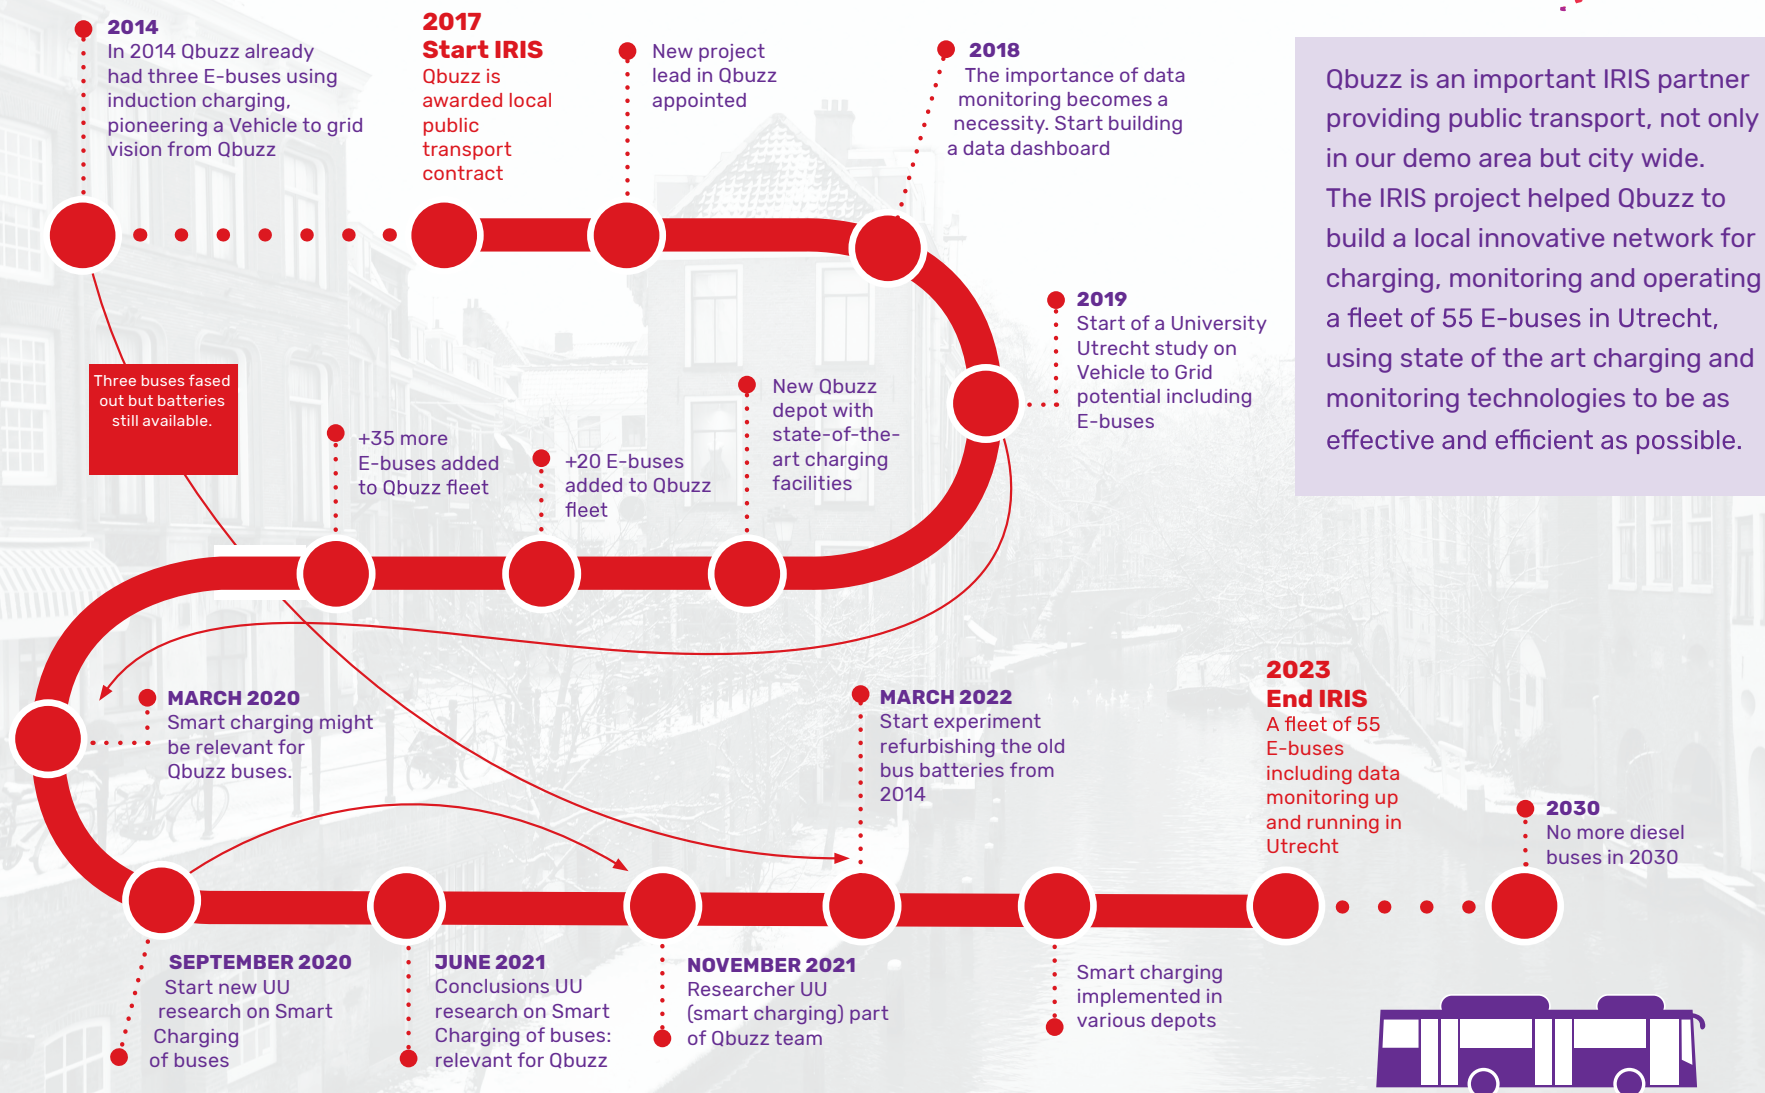 2014
In 2014 Qbuzz already
had three E-buses using
induction charging,
pioneering a Vehicle to grid
vision from Qbuzz
2017
Start IRIS
Qbuzz is
awarded local
public
transport
contract
New project
lead in Qbuzz
appointed
2018
The importance of data
monitoring becomes a
necessity. Start building
a data dashboard
Qbuzz is an important IRIS partner
providing public transport, not only
in our demo area but city wide.
The IRIS project helped Qbuzz to
build a local innovative network for
charging, monitoring and operating
a fleet of 55 E-buses in Utrecht,
using state of the art charging and
monitoring technologies to be as
effective and efficient as possible.
2019
Start of a University
Utrecht study on
Vehicle to Grid
potential including
E-buses
Three buses fased
out but batteries
still available.
+35 more
E-buses added
to Qbuzz fleet
+20 E-buses
added to Qbuzz
fleet
New Qbuzz
depot with
state-of-the-
art charging
facilities
MARCH 2020
Smart charging might
be relevant for
Qbuzz buses.
MARCH 2022
Start experiment
refurbishing the old
bus batteries from
2014
2023
End IRIS
A fleet of 55
E-buses
including data
monitoring up
and running in
Utrecht
2030
No more diesel
buses in 2030
SEPTEMBER 2020
Start new UU
research on Smart
Charging
of buses
JUNE 2021
Conclusions UU
research on Smart
Charging of buses:
relevant for Qbuzz
NOVEMBER 2021
Researcher UU
(smart charging) part
of Qbuzz team
Smart charging
implemented in
various depots